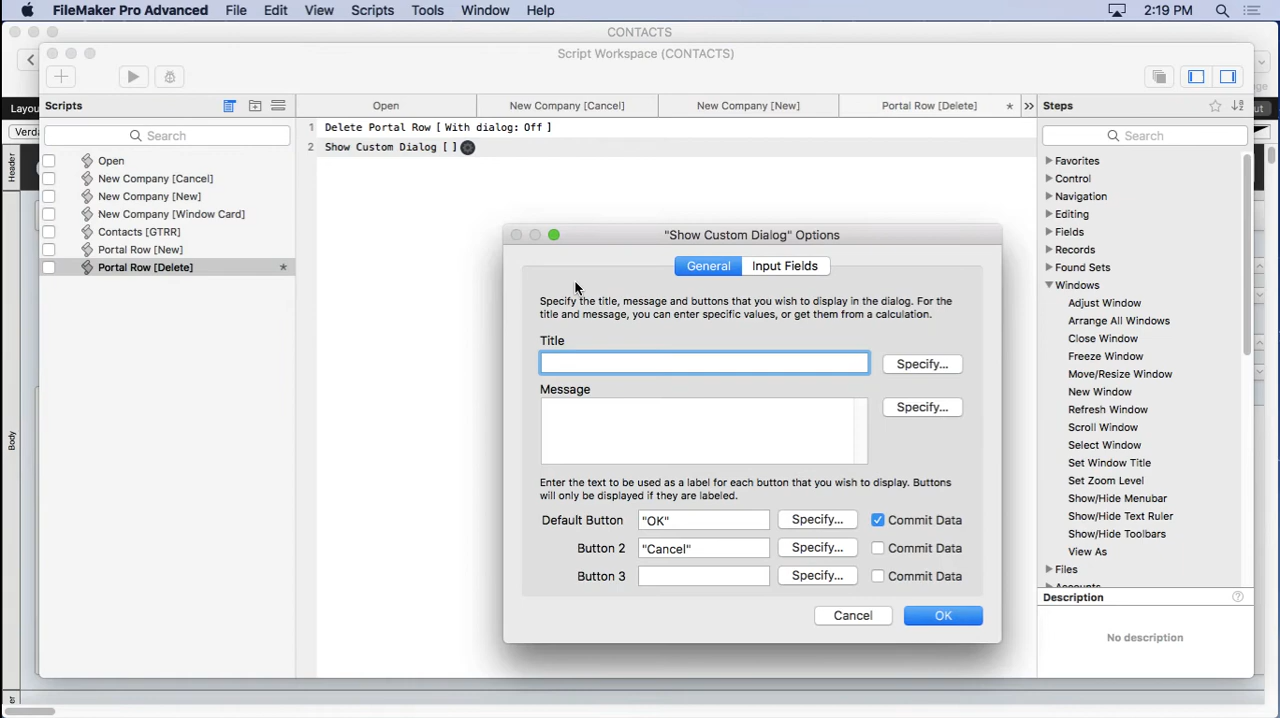 FileMaker Pro Advanced File Edit View Scripts Tools Window Help 2:19 PM
CONTACTS
Script Workspace (CONTACTS)
Layou
Scripts
Open New Company [Cancel] New Company [New] Portal Row [Delete] * »
Steps
Verda
Search
Search
Header
Body
1 Delete Portal Row [ With dialog: Off ]
2 Show Custom Dialog [ ]
Open
New Company [Cancel]
New Company [New]
New Company [Window Card]
Contacts [GTRR]
Portal Row [New]
Portal Row [Delete] *
"Show Custom Dialog" Options
General Input Fields
Specify the title, message and buttons that you wish to display in the dialog. For the
title and message, you can enter specific values, or get them from a calculation.
Title
Specify...
Message
Specify...
Enter the text to be used as a label for each button that you wish to display. Buttons
will only be displayed if they are labeled.
Default Button "OK" Specify... Commit Data
Button 2 "Cancel" Specify... Commit Data
Button 3 Specify... Commit Data
Cancel OK
Favorites
Control
Navigation
Editing
Fields
Records
Found Sets
Windows
Adjust Window
Arrange All Windows
Close Window
Freeze Window
Move/Resize Window
New Window
Refresh Window
Scroll Window
Select Window
Set Window Title
Set Zoom Level
Show/Hide Menubar
Show/Hide Text Ruler
Show/Hide Toolbars
View As
Files
Accounts
Description
No description